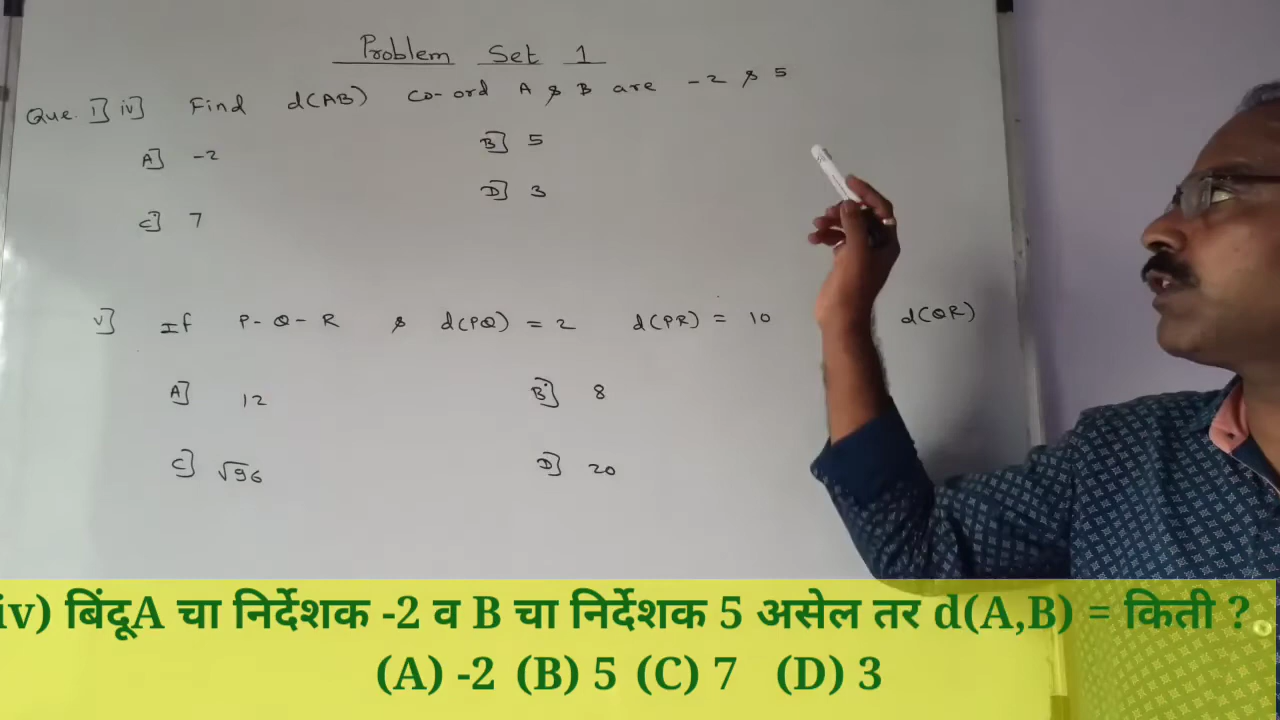 Problem Set 1
Que. I] iv] Find d(AB) co-ord A & B are -2 & 5
A] -2 B] 5
C] 7 D] 3
v] If P-Q-R & d(PQ) = 2 d(PR) = 10 d(QR)
A] 12 B] 8
C] √96 D] 20
iv) बिंदूA चा निर्देशक -2 व B चा निर्देशक 5 असेल तर d(A,B) = किती ?
(A) -2 (B) 5 (C) 7 (D) 3